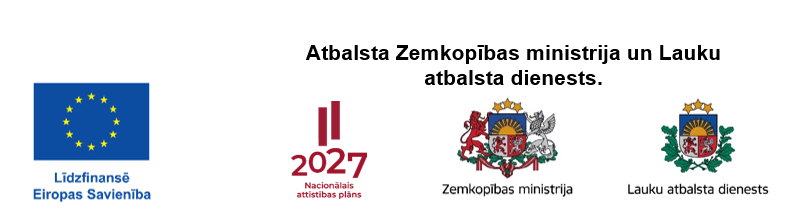 Atbalsta Zemkopības ministrija un Lauku
atbalsta dienests.
Līdzfinansē
Eiropas Savienība
2027
Nacionālais
attīstības plāns
Zemkopības ministrija
Lauku atbalsta dienests